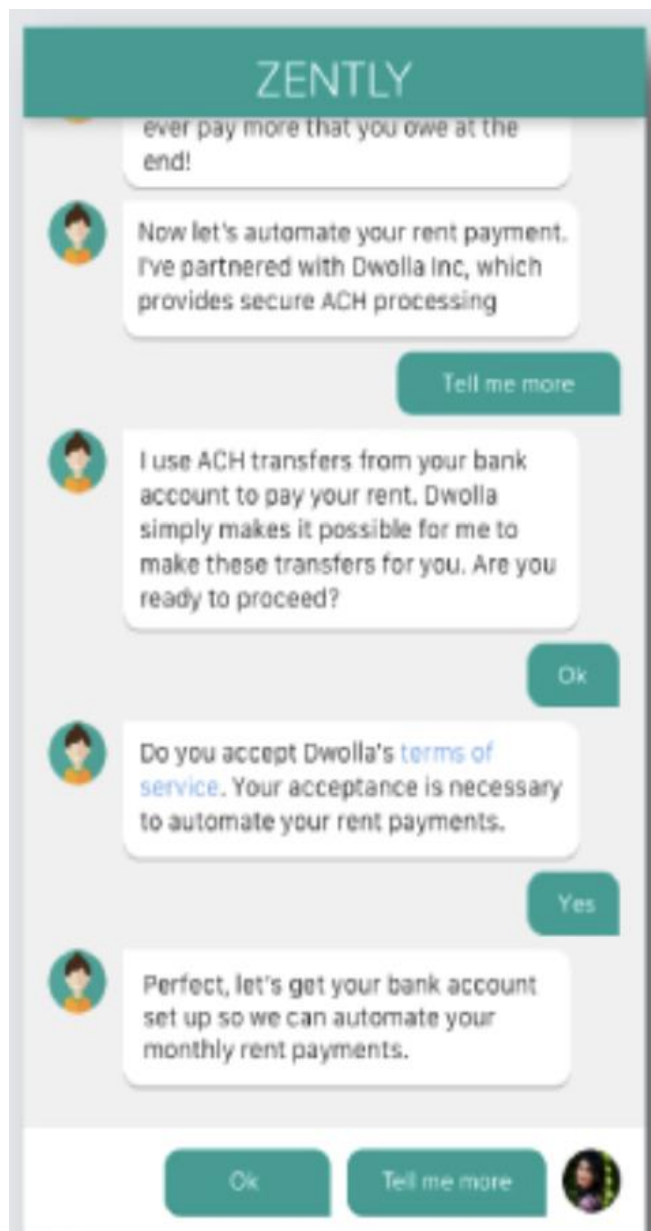 ZENTLY
ever pay more that you owe at the
end!
Now let's automate your rent payment.
I've partnered with Dwolla Inc, which
provides secure ACH processing
Tell me more
I use ACH transfers from your bank
account to pay your rent. Dwolla
simply makes it possible for me to
make these transfers for you. Are you
ready to proceed?
Ok
Do you accept Dwolla's terms of
service. Your acceptance is necessary
to automate your rent payments.
Yes
Perfect, let's get your bank account
set up so we can automate your
monthly rent payments.
Ok
Tell me more